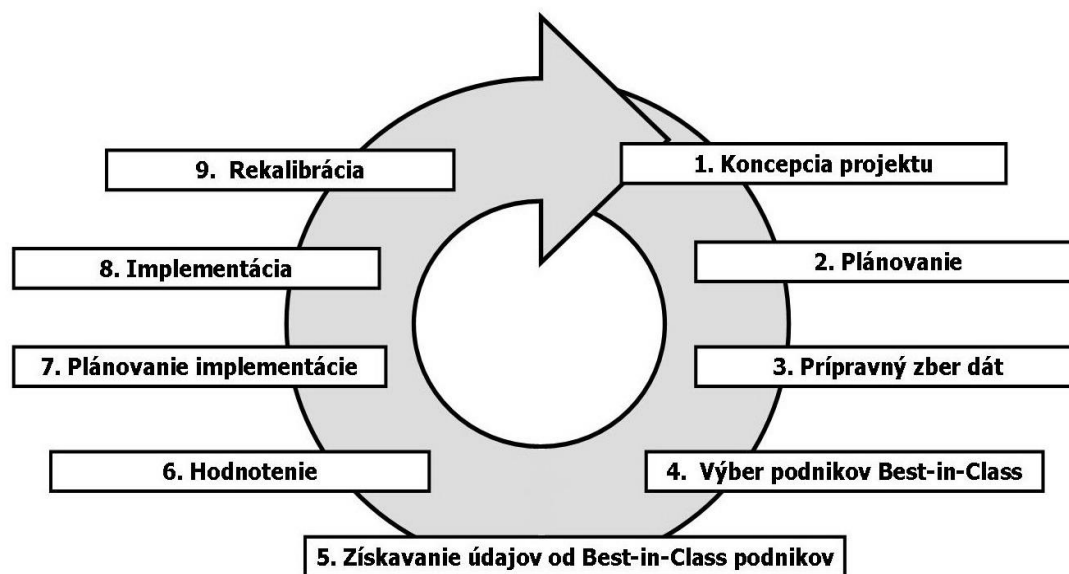 1. Koncepcia projektu
2. Plánovanie
3. Prípravný zber dát
4. Výber podnikov Best-in-Class
5. Získavanie údajov od Best-in-Class podnikov
6. Hodnotenie
7. Plánovanie implementácie
8. Implementácia
9. Rekalibrácia